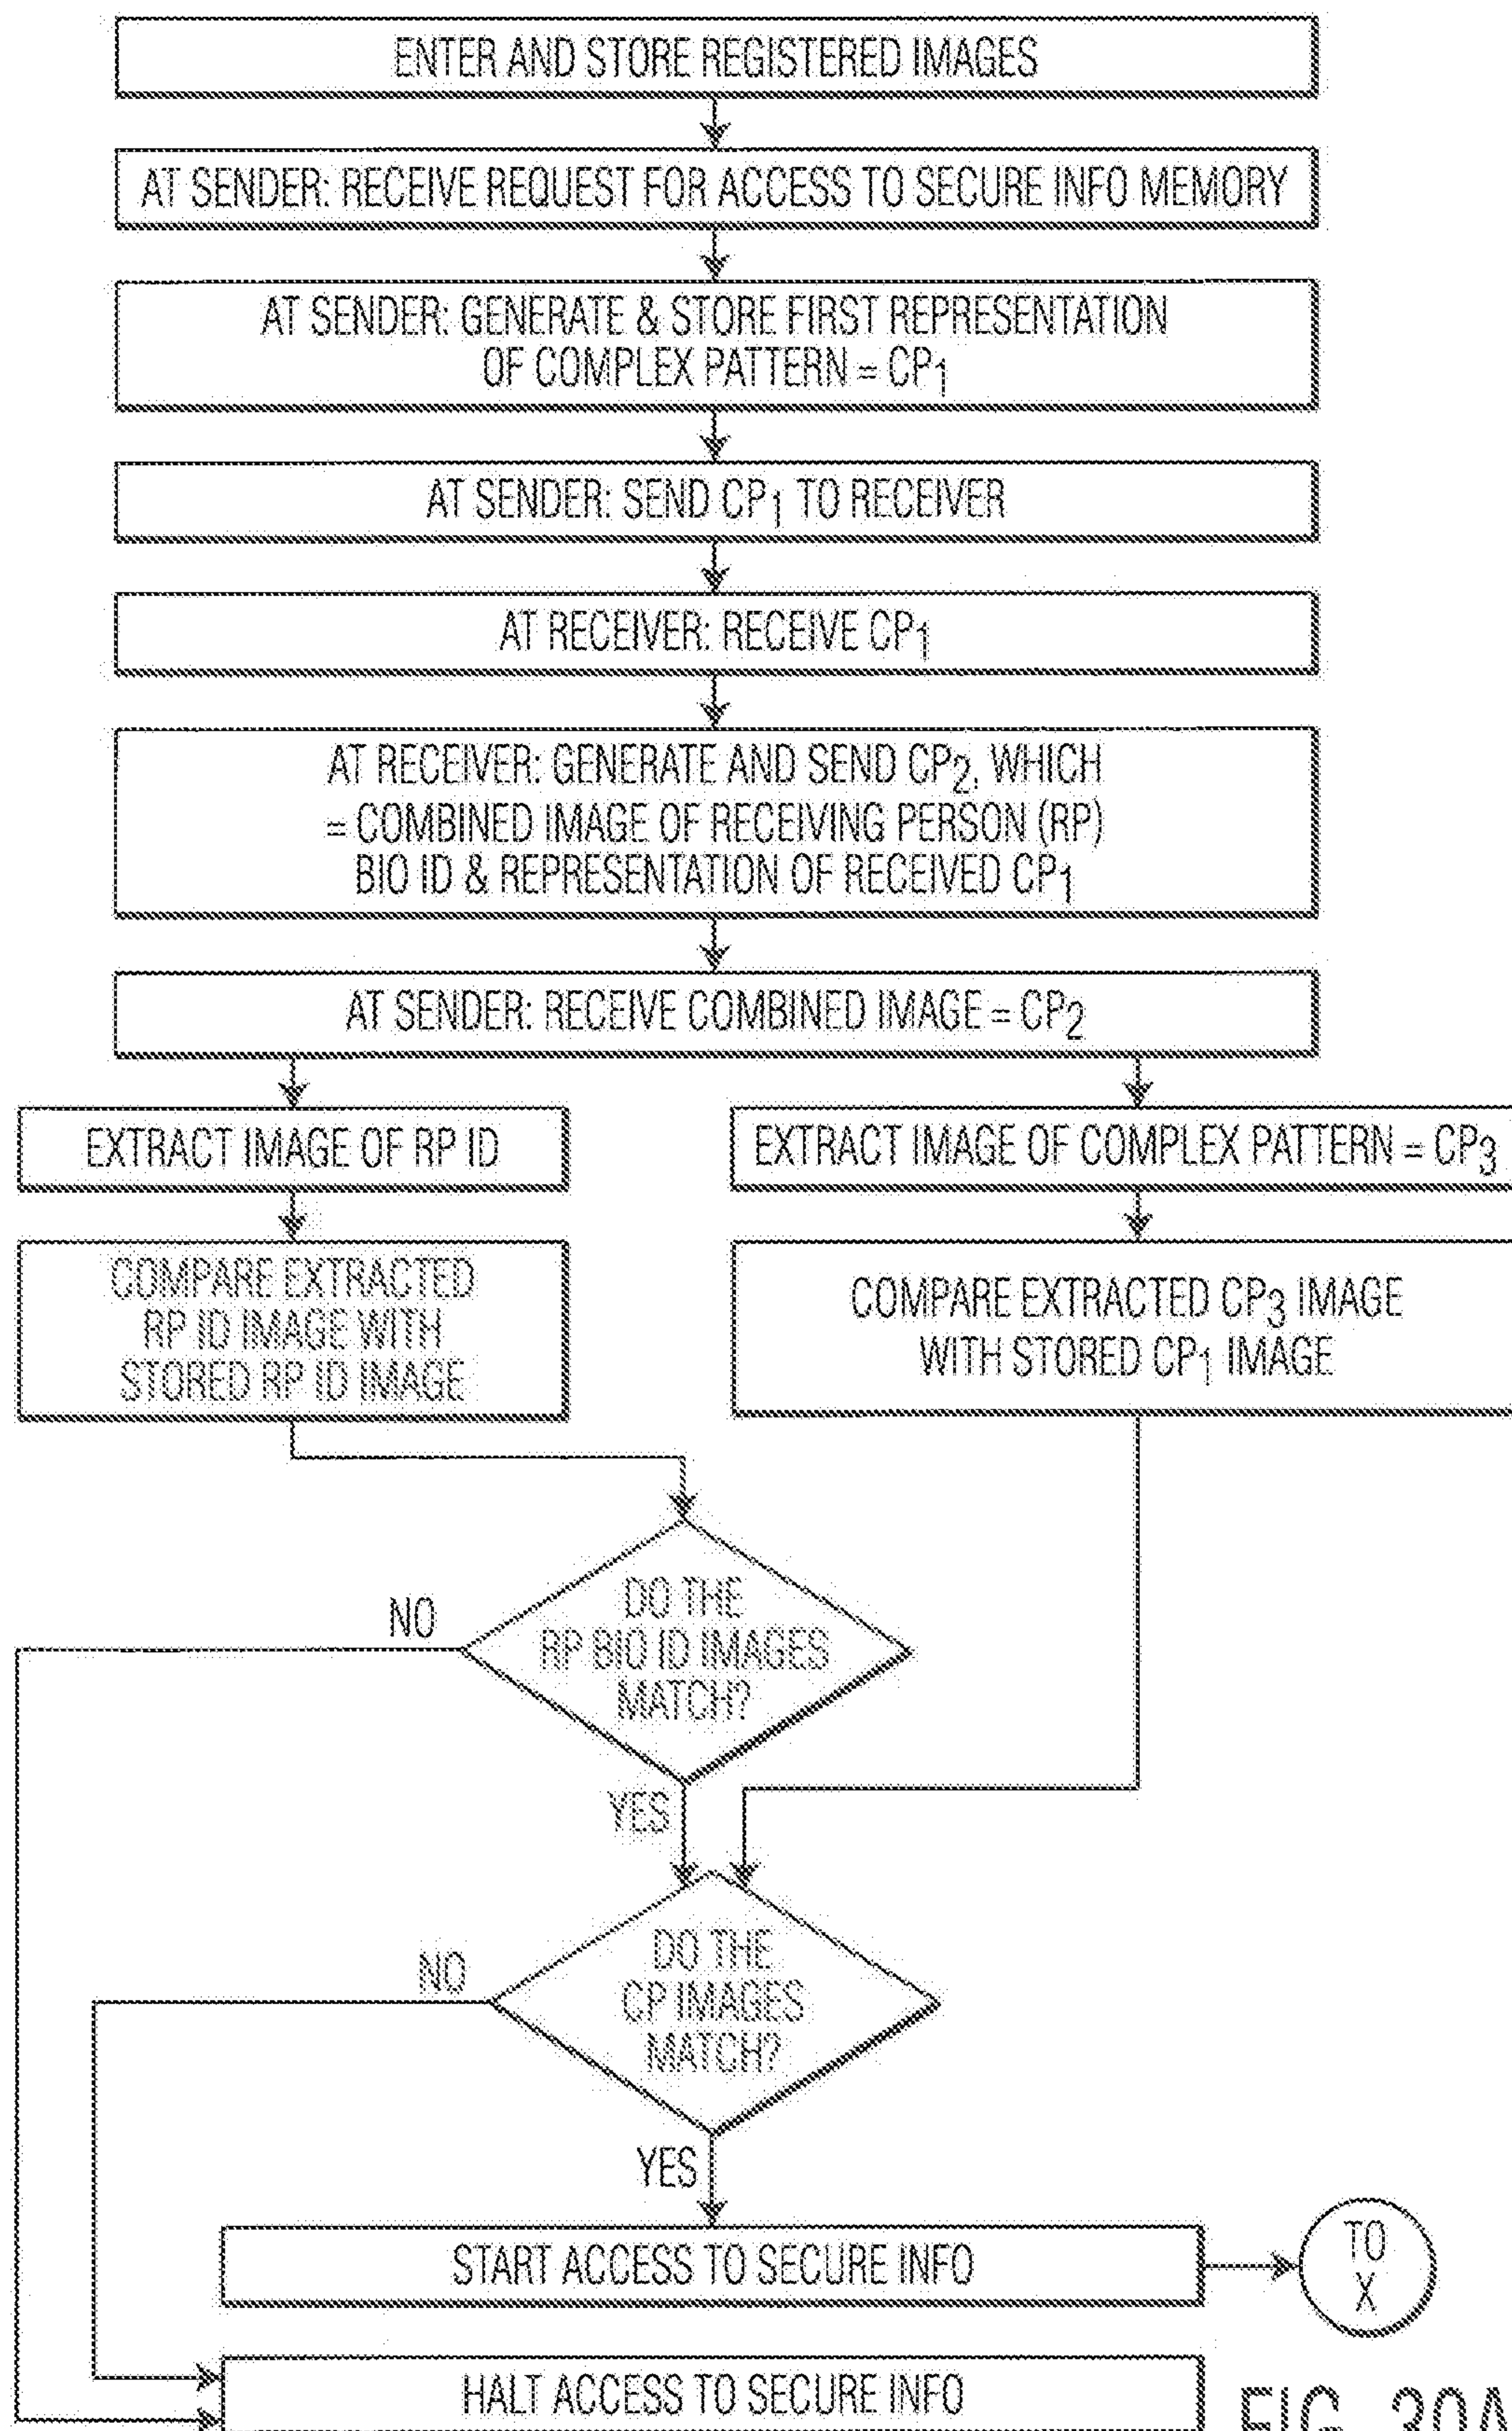 ENTER AND STORE REGISTERED IMAGES
AT SENDER: RECEIVE REQUEST FOR ACCESS TO SECURE INFO MEMORY
AT SENDER: GENERATE & STORE FIRST REPRESENTATION
OF COMPLEX PATTERN = CP1
AT SENDER: SEND CP1 TO RECEIVER
AT RECEIVER: RECEIVE CP1
AT RECEIVER: GENERATE AND SEND CP2, WHICH
= COMBINED IMAGE OF RECEIVING PERSON (RP)
BIO ID & REPRESENTATION OF RECEIVED CP1
AT SENDER: RECEIVE COMBINED IMAGE = CP2
EXTRACT IMAGE OF RP ID
EXTRACT IMAGE OF COMPLEX PATTERN = CP3
COMPARE EXTRACTED
RP ID IMAGE WITH
STORED RP ID IMAGE
COMPARE EXTRACTED CP3 IMAGE
WITH STORED CP1 IMAGE
NO
DO THE
RP BIO ID IMAGES
MATCH?
YES
NO
DO THE
CP IMAGES
MATCH?
YES
START ACCESS TO SECURE INFO
TO
X
HALT ACCESS TO SECURE INFO
FIG. 30A